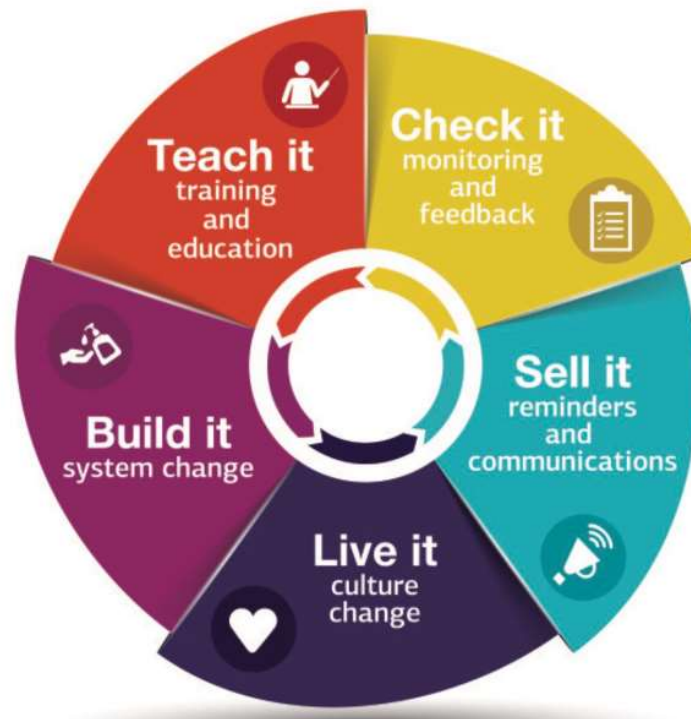 Teach it
training
and
education
Check it
monitoring
and
feedback
Sell it
reminders
and
communications
Live it
culture
change
Build it
system change